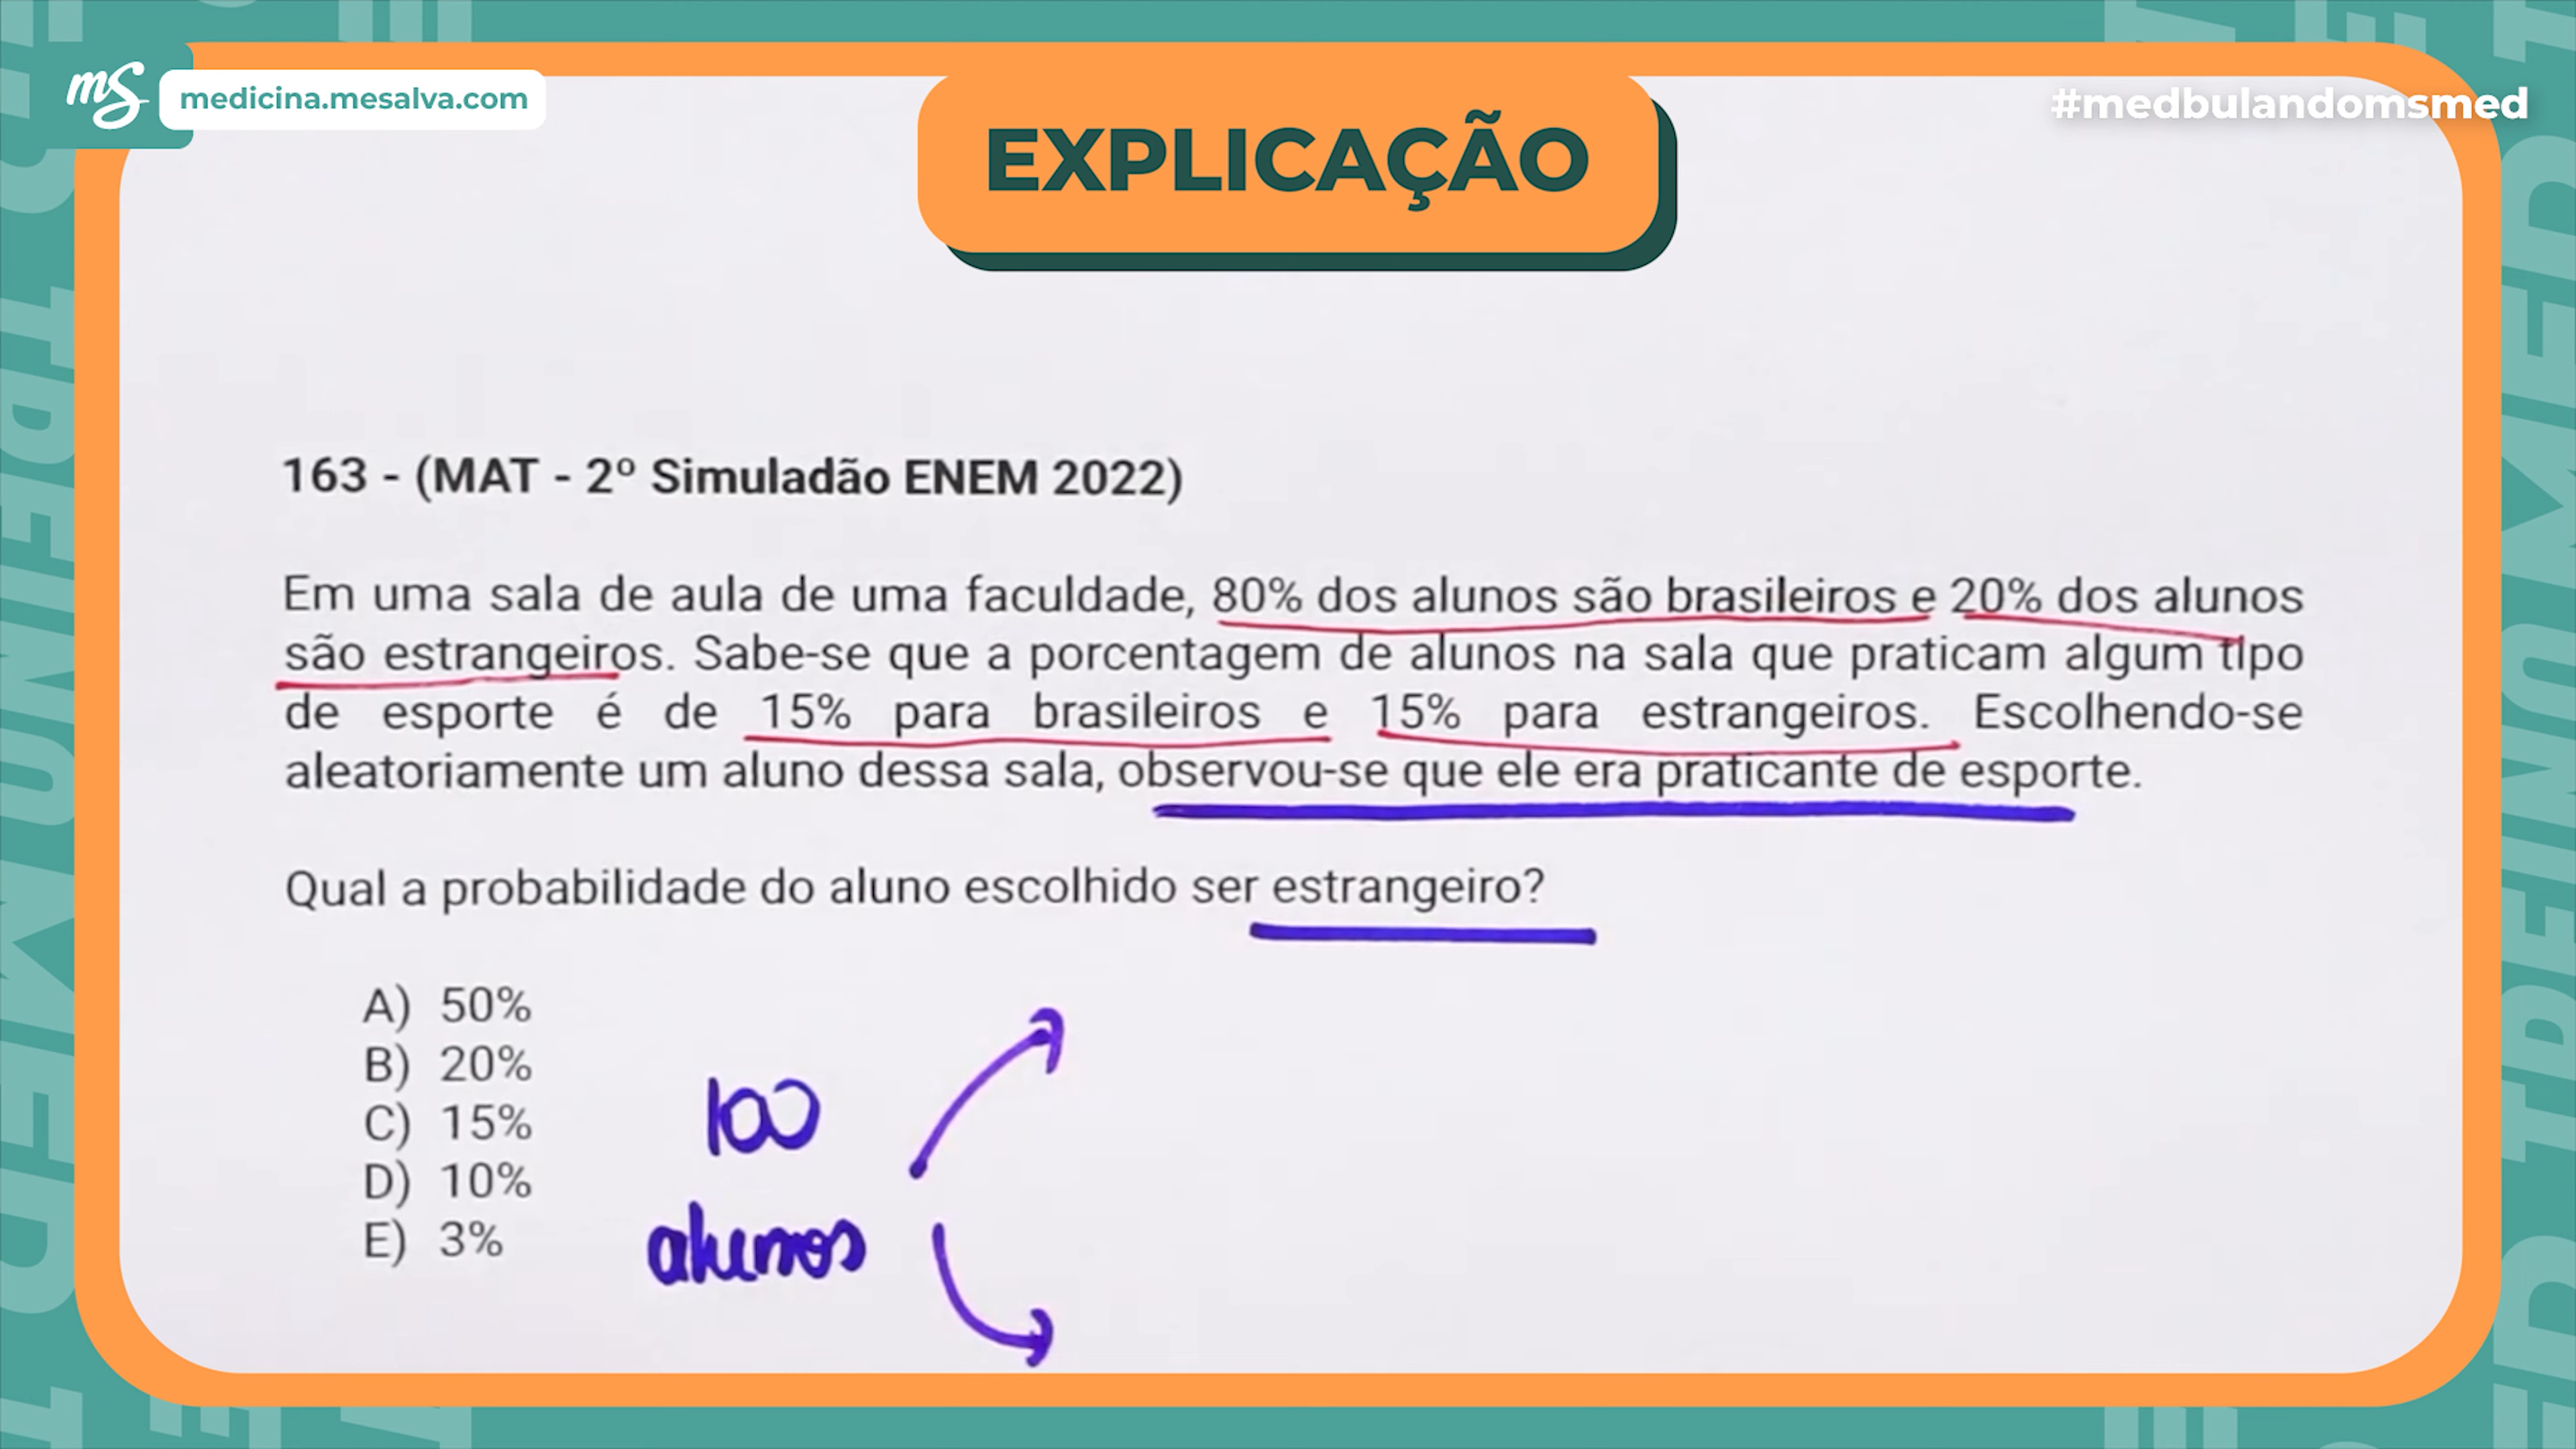 mS
medicina.mesalva.com
#medbulandomsmed
EXPLICAÇÃO
163 - (MAT - 2º Simuladão ENEM 2022)
Em uma sala de aula de uma faculdade, 80% dos alunos são brasileiros e 20% dos alunos
são estrangeiros. Sabe-se que a porcentagem de alunos na sala que praticam algum tipo
de esporte é de 15% para brasileiros e 15% para estrangeiros. Escolhendo-se
aleatoriamente um aluno dessa sala, observou-se que ele era praticante de esporte.
Qual a probabilidade do aluno escolhido ser estrangeiro?
A) 50%
B) 20%
C) 15%
D) 10%
E) 3%
100
alunos